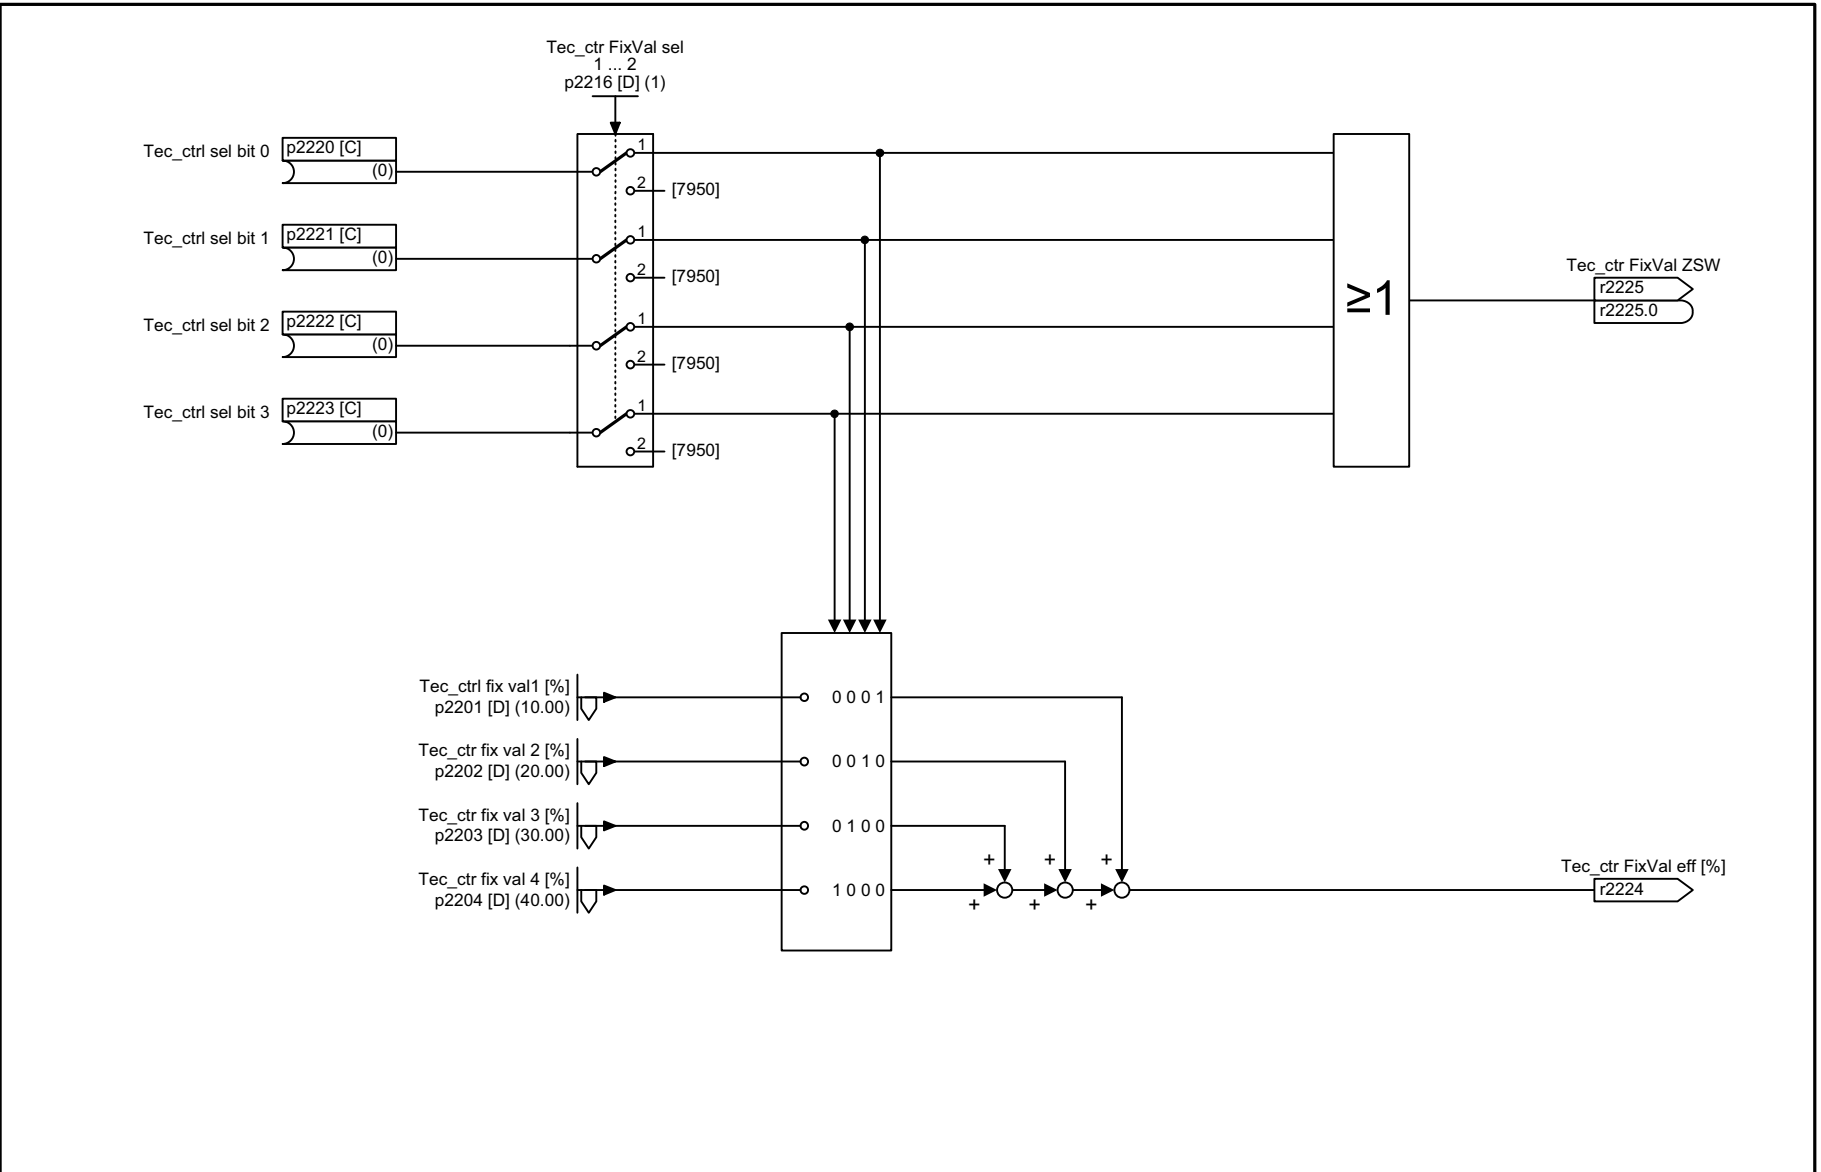 Tec_ctr FixVal sel
1 ... 2
p2216 [D] (1)
Tec_ctrl sel bit 0
p2220 [C]
(0)
1
2
[7950]
Tec_ctrl sel bit 1
p2221 [C]
(0)
1
2
[7950]
Tec_ctrl sel bit 2
p2222 [C]
(0)
1
2
[7950]
Tec_ctrl sel bit 3
p2223 [C]
(0)
1
2
[7950]
≥1
Tec_ctr FixVal ZSW
r2225
r2225.0
Tec_ctrl fix val1 [%]
p2201 [D] (10.00)
0 0 0 1
Tec_ctr fix val 2 [%]
p2202 [D] (20.00)
0 0 1 0
Tec_ctr fix val 3 [%]
p2203 [D] (30.00)
0 1 0 0
Tec_ctr fix val 4 [%]
p2204 [D] (40.00)
1 0 0 0
+
+
+
+
+
+
Tec_ctr FixVal eff [%]
r2224